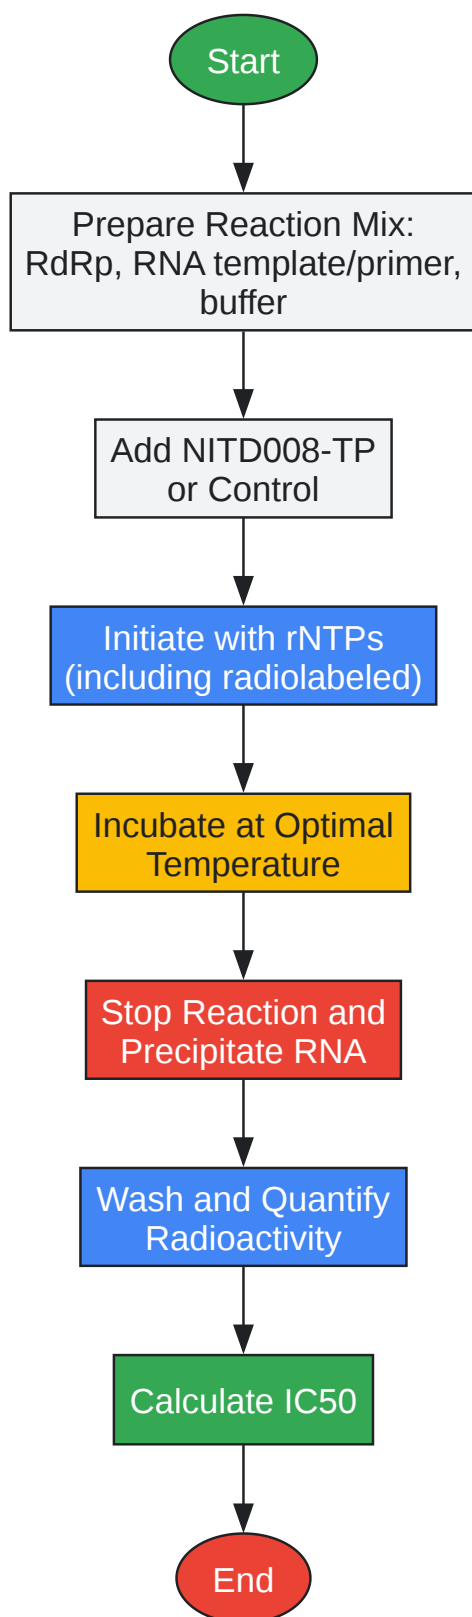 Start
Prepare Reaction Mix:
RdRp, RNA template/primer,
buffer
Add NITD008-TP
or Control
Initiate with rNTPs
(including radiolabeled)
Incubate at Optimal
Temperature
Stop Reaction and
Precipitate RNA
Wash and Quantify
Radioactivity
Calculate IC50
End